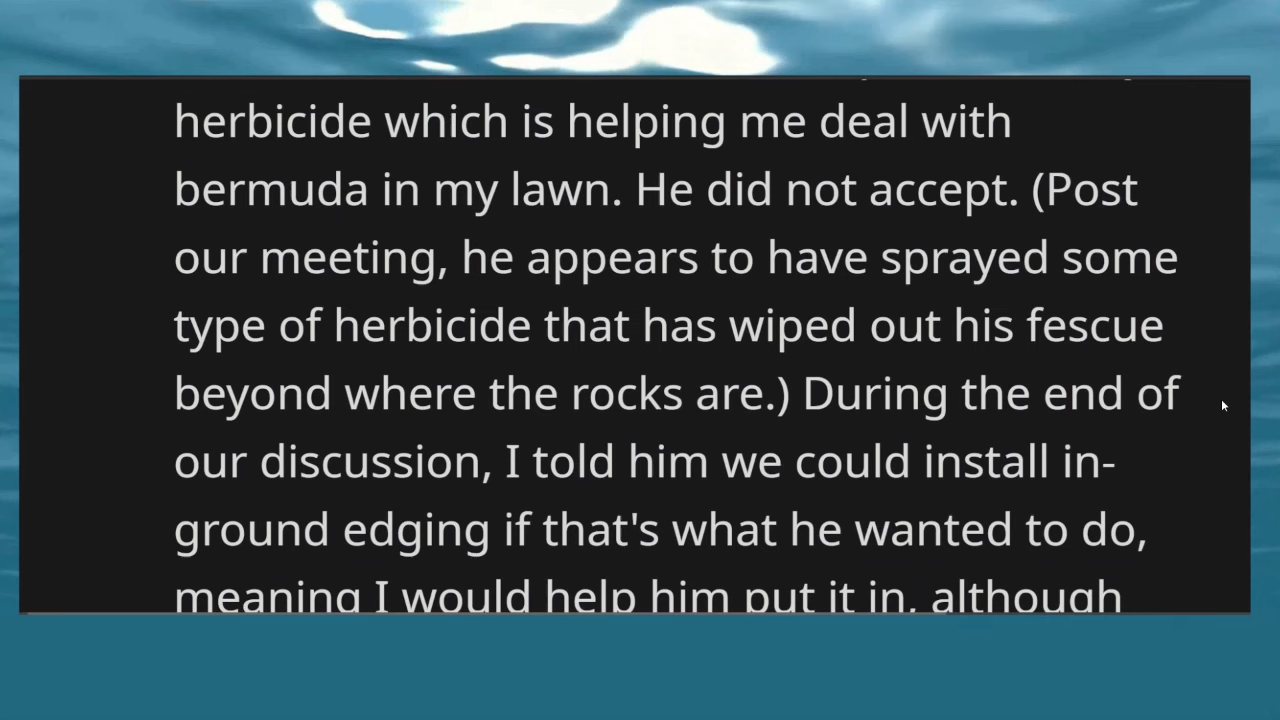 herbicide which is helping me deal with
bermuda in my lawn. He did not accept. (Post
our meeting, he appears to have sprayed some
type of herbicide that has wiped out his fescue
beyond where the rocks are.) During the end of
our discussion, I told him we could install in-
ground edging if that's what he wanted to do,
meaning I would help him put it in, although